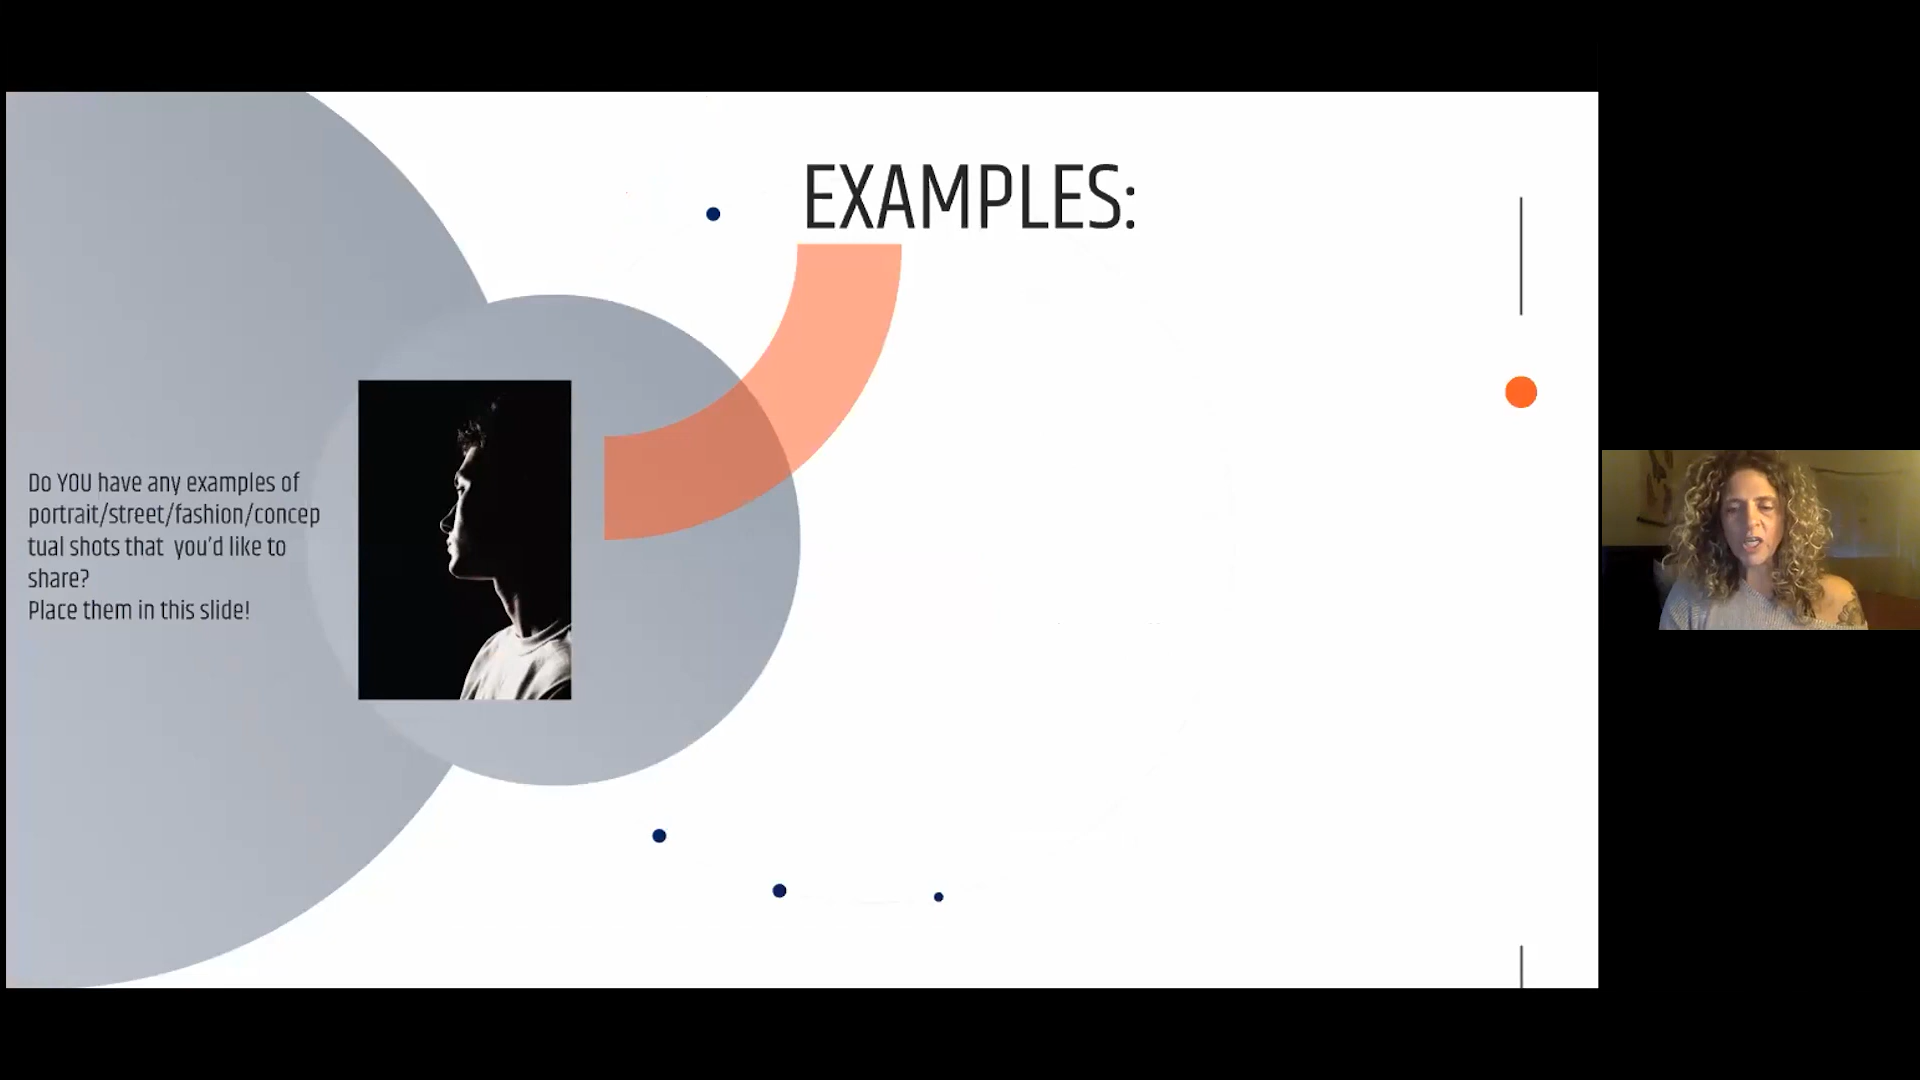 EXAMPLES:
Do YOU have any examples of
portrait/street/fashion/concep
tual shots that  you'd like to
share?
Place them in this slide!